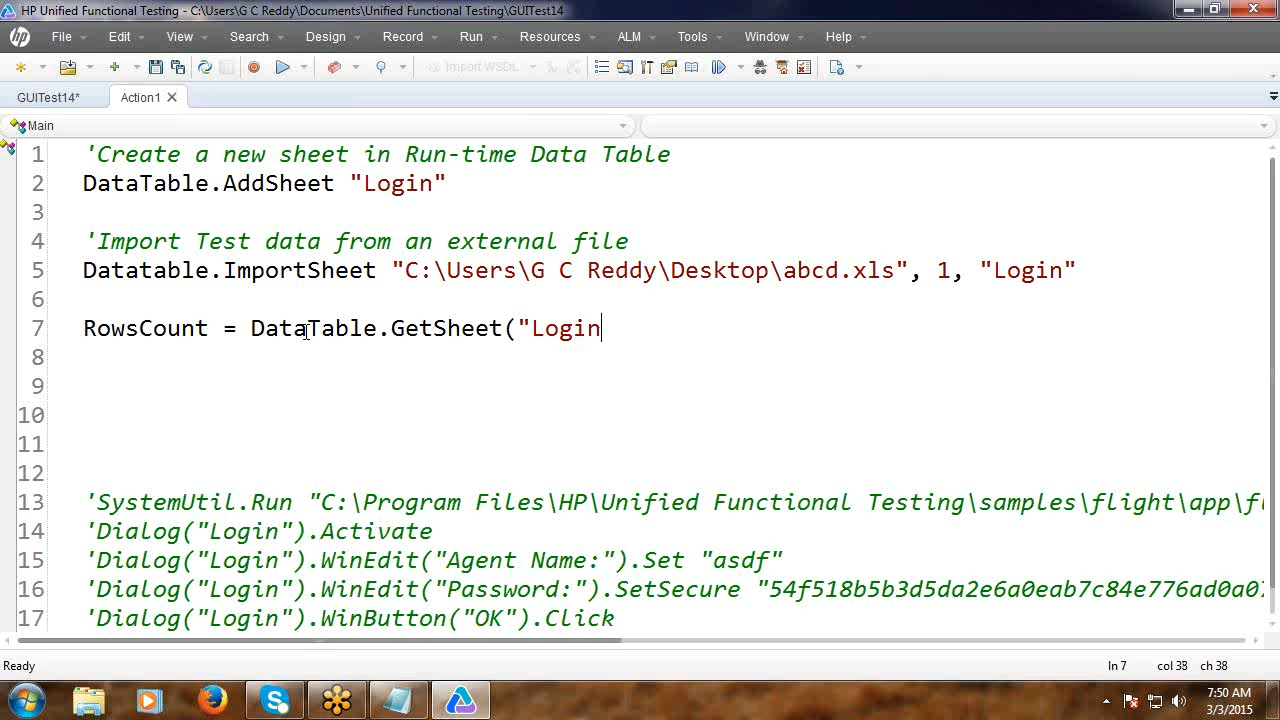 HP Unified Functional Testing - C:\Users\G C Reddy\Documents\Unified Functional Testing\GUITest14
hp File Edit View Search Design Record Run Resources ALM Tools Window Help
Import WSDL
GUITest14* Action1
Main
1 'Create a new sheet in Run-time Data Table
2 DataTable.AddSheet "Login"
3
4 'Import Test data from an external file
5 Datatable.ImportSheet "C:\Users\G C Reddy\Desktop\abcd.xls", 1, "Login"
6
7 RowsCount = DataTable.GetSheet("Login
8
9
10
11
12
13 'SystemUtil.Run "C:\Program Files\HP\Unified Functional Testing\samples\flight\app\fl
14 'Dialog("Login").Activate
15 'Dialog("Login").WinEdit("Agent Name:").Set "asdf"
16 'Dialog("Login").WinEdit("Password:").SetSecure "54f518b5b3d5da2e6a0eab7c84e776ad0a0
17 'Dialog("Login").WinButton("OK").Click
Ready ln 7 col 38 ch 38
7:50 AM
3/3/2015